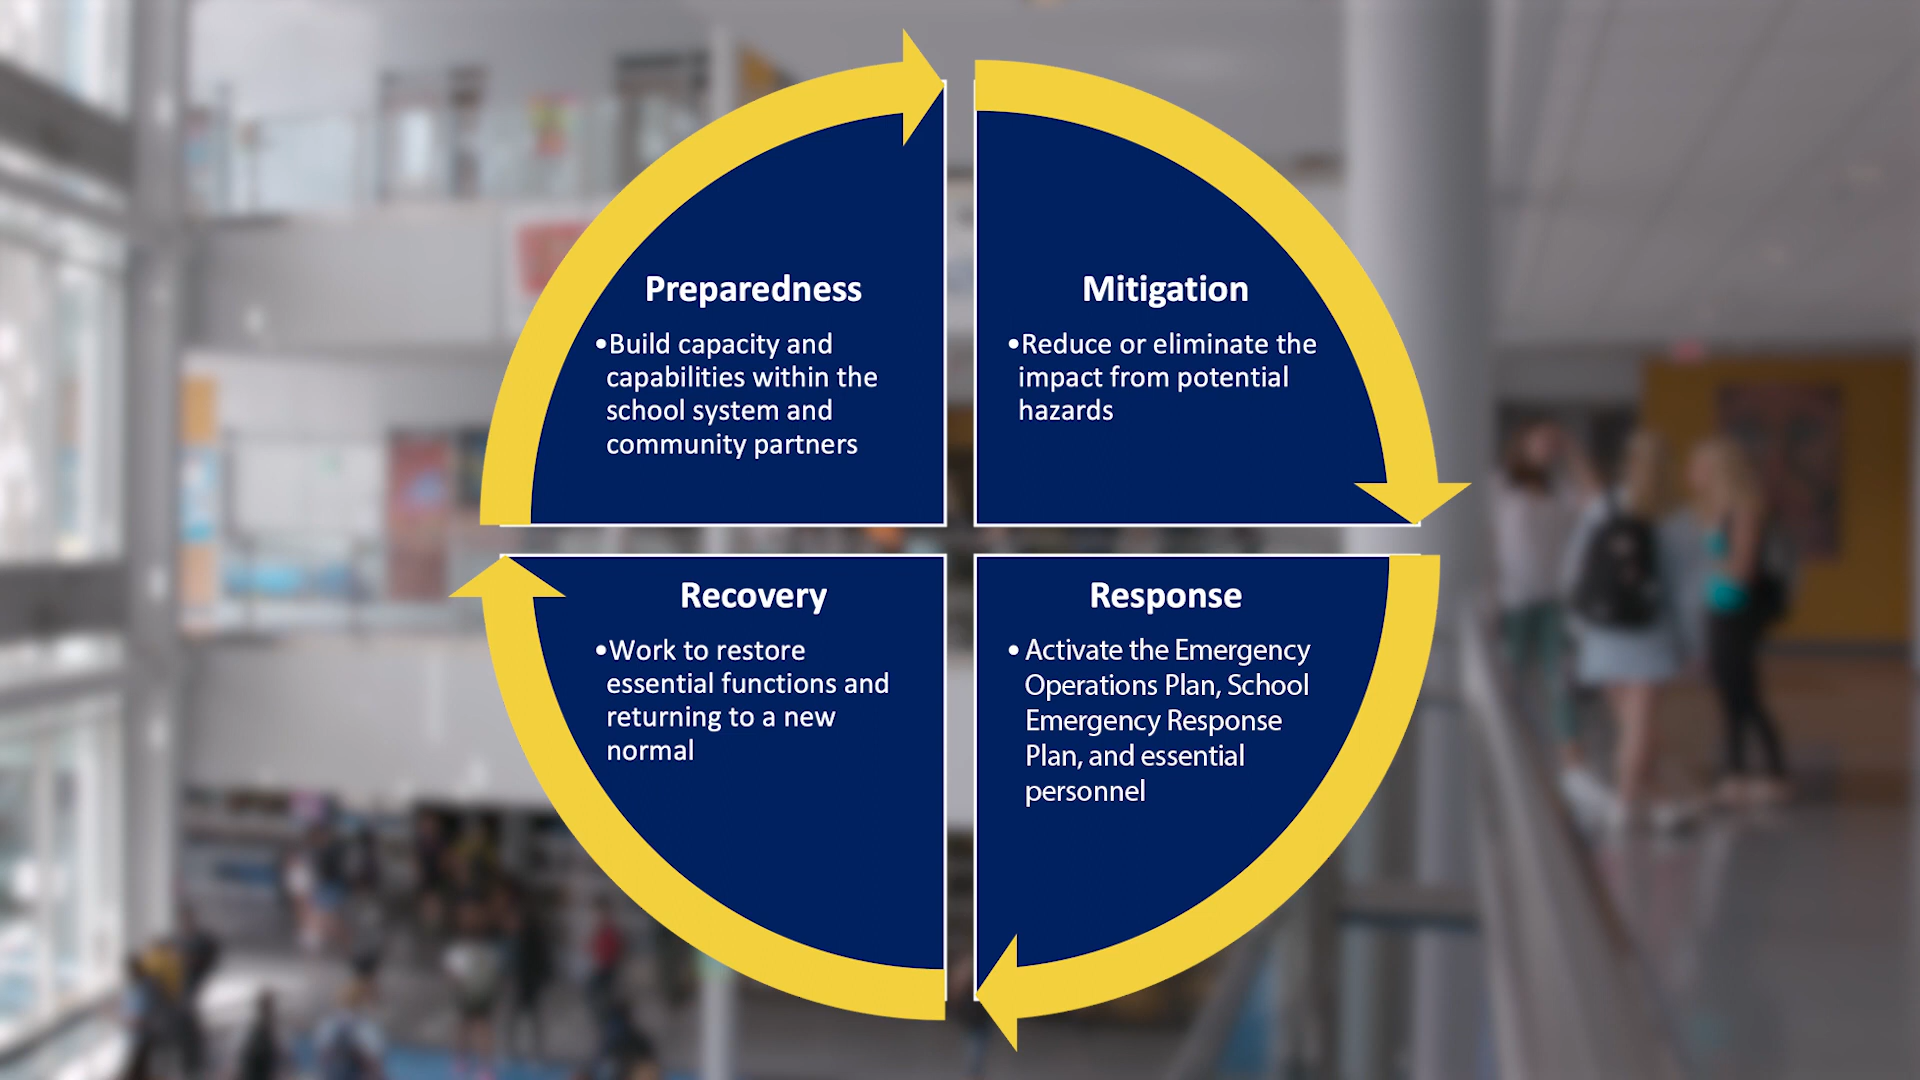 Preparedness
•Build capacity and
capabilities within the
school system and
community partners
Mitigation
•Reduce or eliminate the
impact from potential
hazards
Recovery
•Work to restore
essential functions and
returning to a new
normal
Response
• Activate the Emergency
Operations Plan, School
Emergency Response
Plan, and essential
personnel